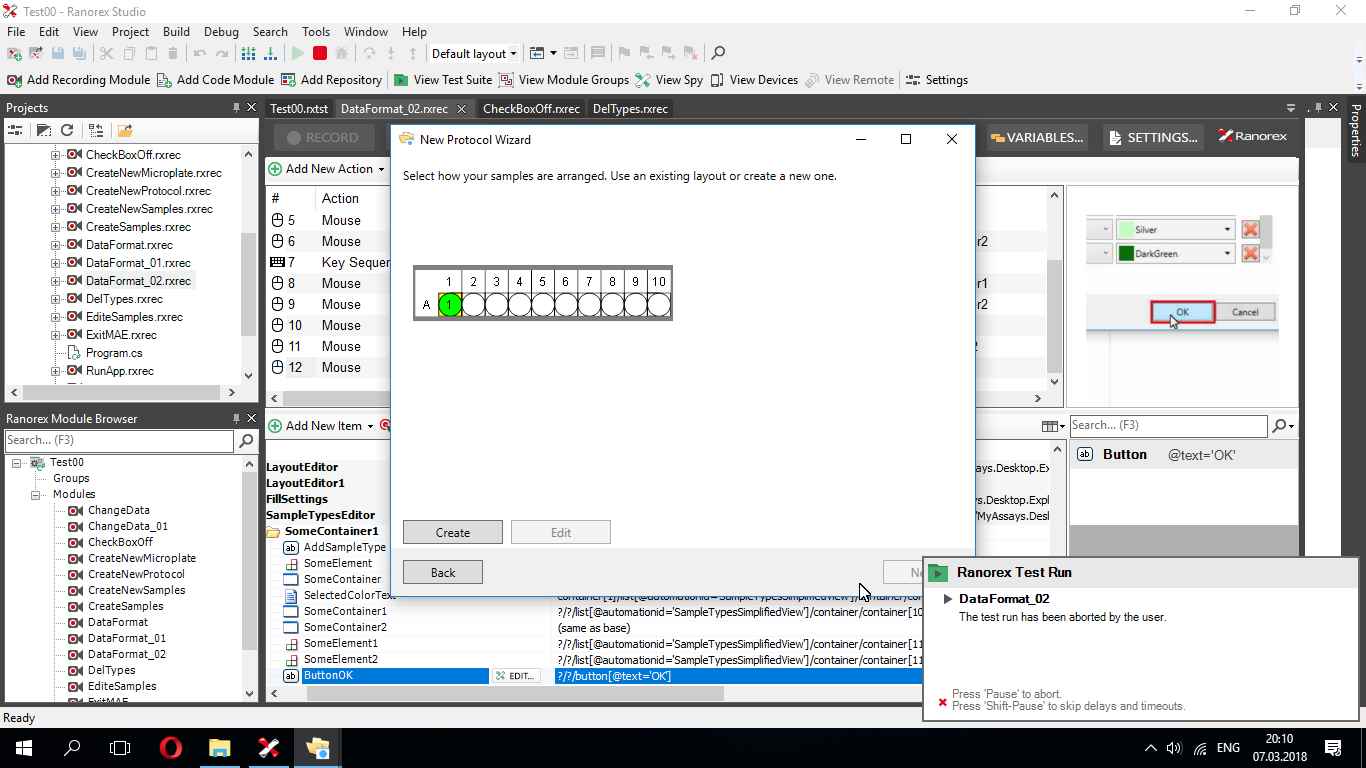 Test00 - Ranorex Studio
File Edit View Project Build Debug Search Tools Window Help
Default layout
Add Recording Module Add Code Module Add Repository View Test Suite View Module Groups View Spy View Devices View Remote Settings
Projects
Test00.rxtst DataFormat_02.rxrec CheckBoxOff.rxrec DelTypes.rxrec
Properties
CheckBoxOff.rxrec
CreateNewMicroplate.rxrec
CreateNewProtocol.rxrec
CreateNewSamples.rxrec
CreateSamples.rxrec
DataFormat.rxrec
DataFormat_01.rxrec
DataFormat_02.rxrec
DelTypes.rxrec
EditeSamples.rxrec
ExitMAE.rxrec
Program.cs
RunApp.rxrec
RECORD
VARIABLES... SETTINGS... Ranorex
Add New Action
# Action
5 Mouse
6 Mouse
7 Key Sequer
8 Mouse
9 Mouse
10 Mouse
11 Mouse
12 Mouse
r2
r1
r2
2
New Protocol Wizard
Select how your samples are arranged. Use an existing layout or create a new one.
1 2 3 4 5 6 7 8 9 10
A 1
Create Edit
Back Ne
Silver
DarkGreen
OK Cancel
Ranorex Module Browser
Search... (F3)
Test00
Groups
Modules
ChangeData
ChangeData_01
CheckBoxOff
CreateNewMicroplate
CreateNewProtocol
CreateNewSamples
CreateSamples
DataFormat
DataFormat_01
DataFormat_02
DelTypes
EditeSamples
ExitMAE
Add New Item
Search... (F3)
LayoutEditor
LayoutEditor1
FillSettings
SampleTypesEditor
SomeContainer1
AddSampleType
SomeElement
SomeContainer
SelectedColorText
SomeContainer1 ?/?/list[@automationid='SampleTypesSimplifiedView']/container/container[10
SomeContainer2 (same as base)
SomeElement1 ?/?/list[@automationid='SampleTypesSimplifiedView']/container/container[11
SomeElement2 ?/?/list[@automationid='SampleTypesSimplifiedView']/container/container[11
ButtonOK EDIT... ?/?/button[@text='OK']
ays.Desktop.Ex
ys.Desktop.Expl
/MyAssays.Desl
Button @text='OK'
Ranorex Test Run
DataFormat_02
The test run has been aborted by the user.
Press 'Pause' to abort.
Press 'Shift-Pause' to skip delays and timeouts.
Ready
ENG
20:10
07.03.2018